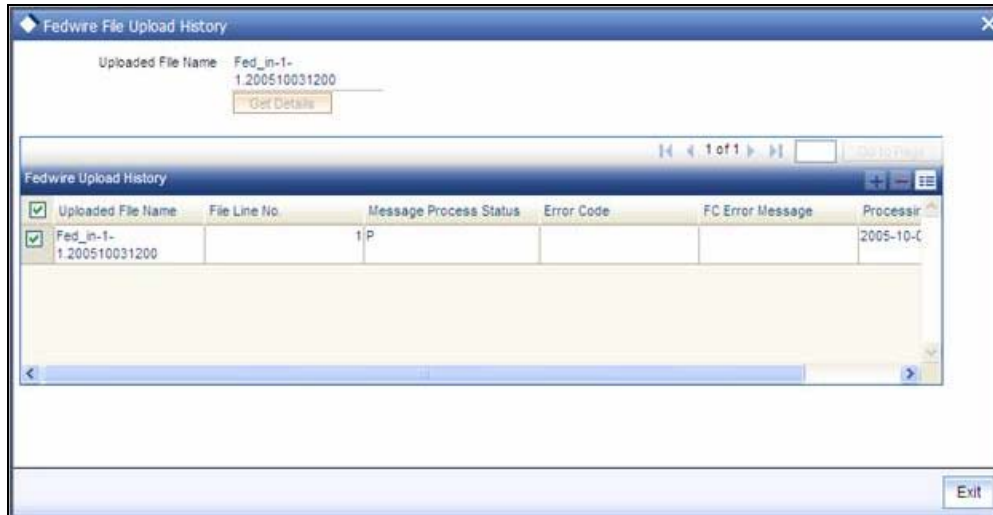 Fedwire File Upload History
Uploaded File Name Fed_in-1-
1.200510031200
Get Details
1 of 1 Go to Page
Fedwire Upload History
Uploaded File Name File Line No. Message Process Status Error Code FC Error Message Processin
Fed_in-1- 1 P 2005-10-0
1.200510031200
Exit